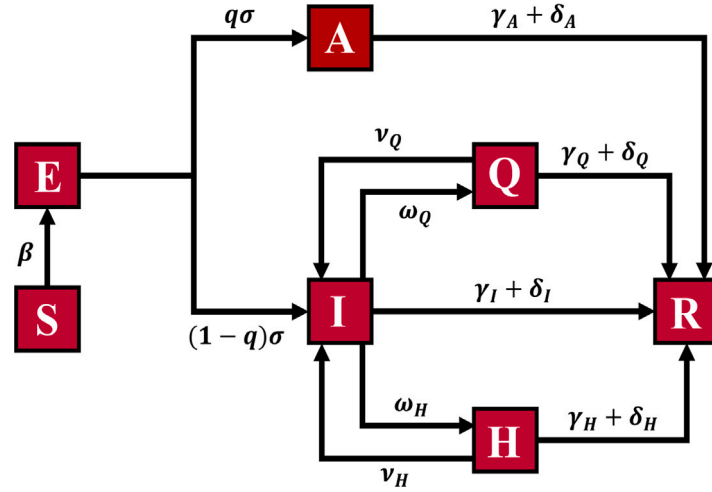 qσ
A
γ_A + δ_A
ν_Q
E
Q
γ_Q + δ_Q
ω_Q
β
S
I
γ_I + δ_I
R
(1 − q)σ
ω_H
H
γ_H + δ_H
ν_H